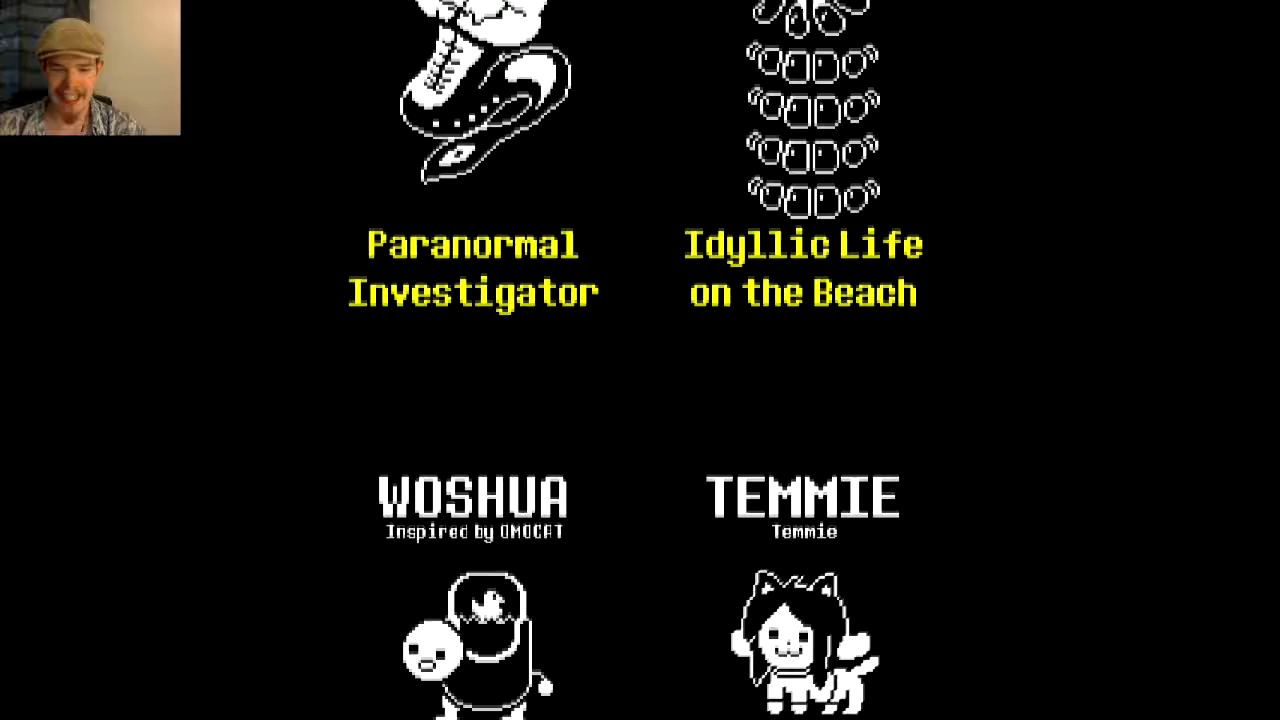 Paranormal
Investigator
Idyllic Life
on the Beach
WOSHUA
Inspired by OMOCAT
TEMMIE
Temmie